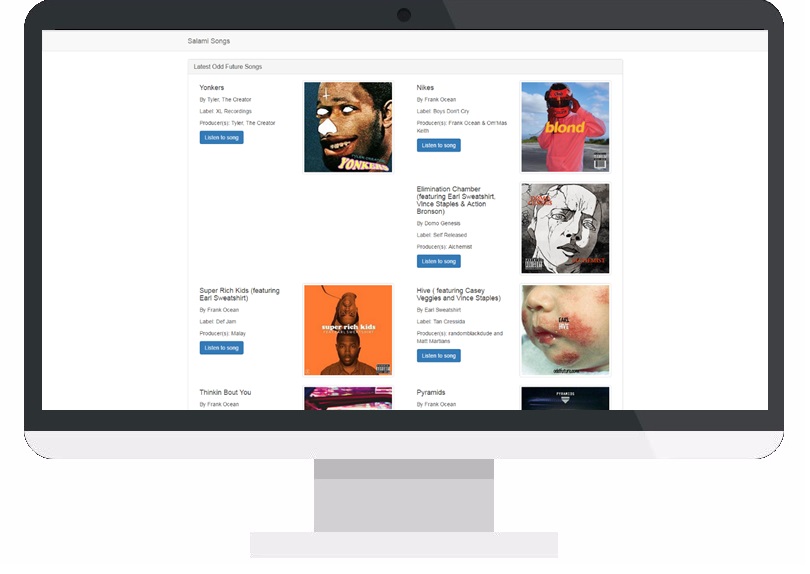 Salami Songs
Latest Odd Future Songs
Yonkers
By Tyler, The Creator
Label: XL Recordings
Producer(s): Tyler, The Creator
Listen to song
YONKERS
Nikes
By Frank Ocean
Label: Boys Don't Cry
Producer(s): Frank Ocean & Om'Mas
Keith
Listen to song
blond
Elimination Chamber
(featuring Earl Sweatshirt,
Vince Staples & Action
Bronson)
By Domo Genesis
Label: Self Released
Producer(s): Alchemist
Listen to song
ALCHEMIST
Super Rich Kids (featuring
Earl Sweatshirt)
By Frank Ocean
Label: Def Jam
Producer(s): Malay
Listen to song
super rich kids
Hive ( featuring Casey
Veggies and Vince Staples)
By Earl Sweatshirt
Label: Tan Cressida
Producer(s): randomblackdude and
Matt Martians
Listen to song
EARL
HIVE
Thinkin Bout You
By Frank Ocean
Pyramids
By Frank Ocean
PYRAMIDS